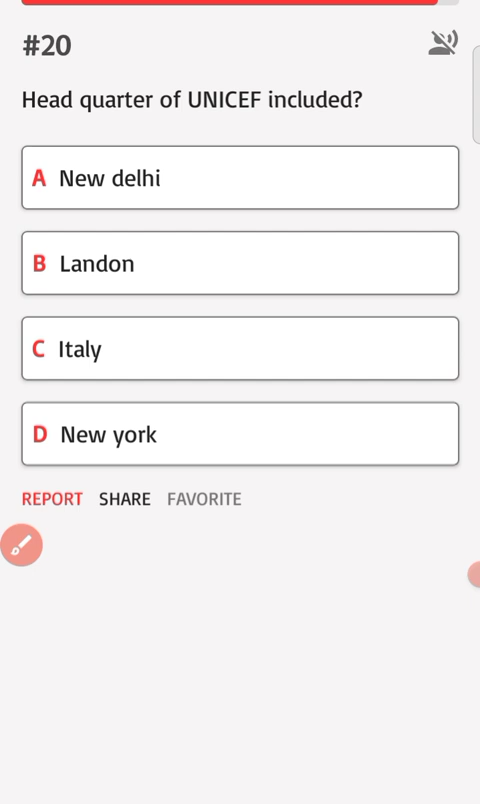 #20
Head quarter of UNICEF included?
A New delhi
B Landon
C Italy
D New york
REPORT SHARE FAVORITE